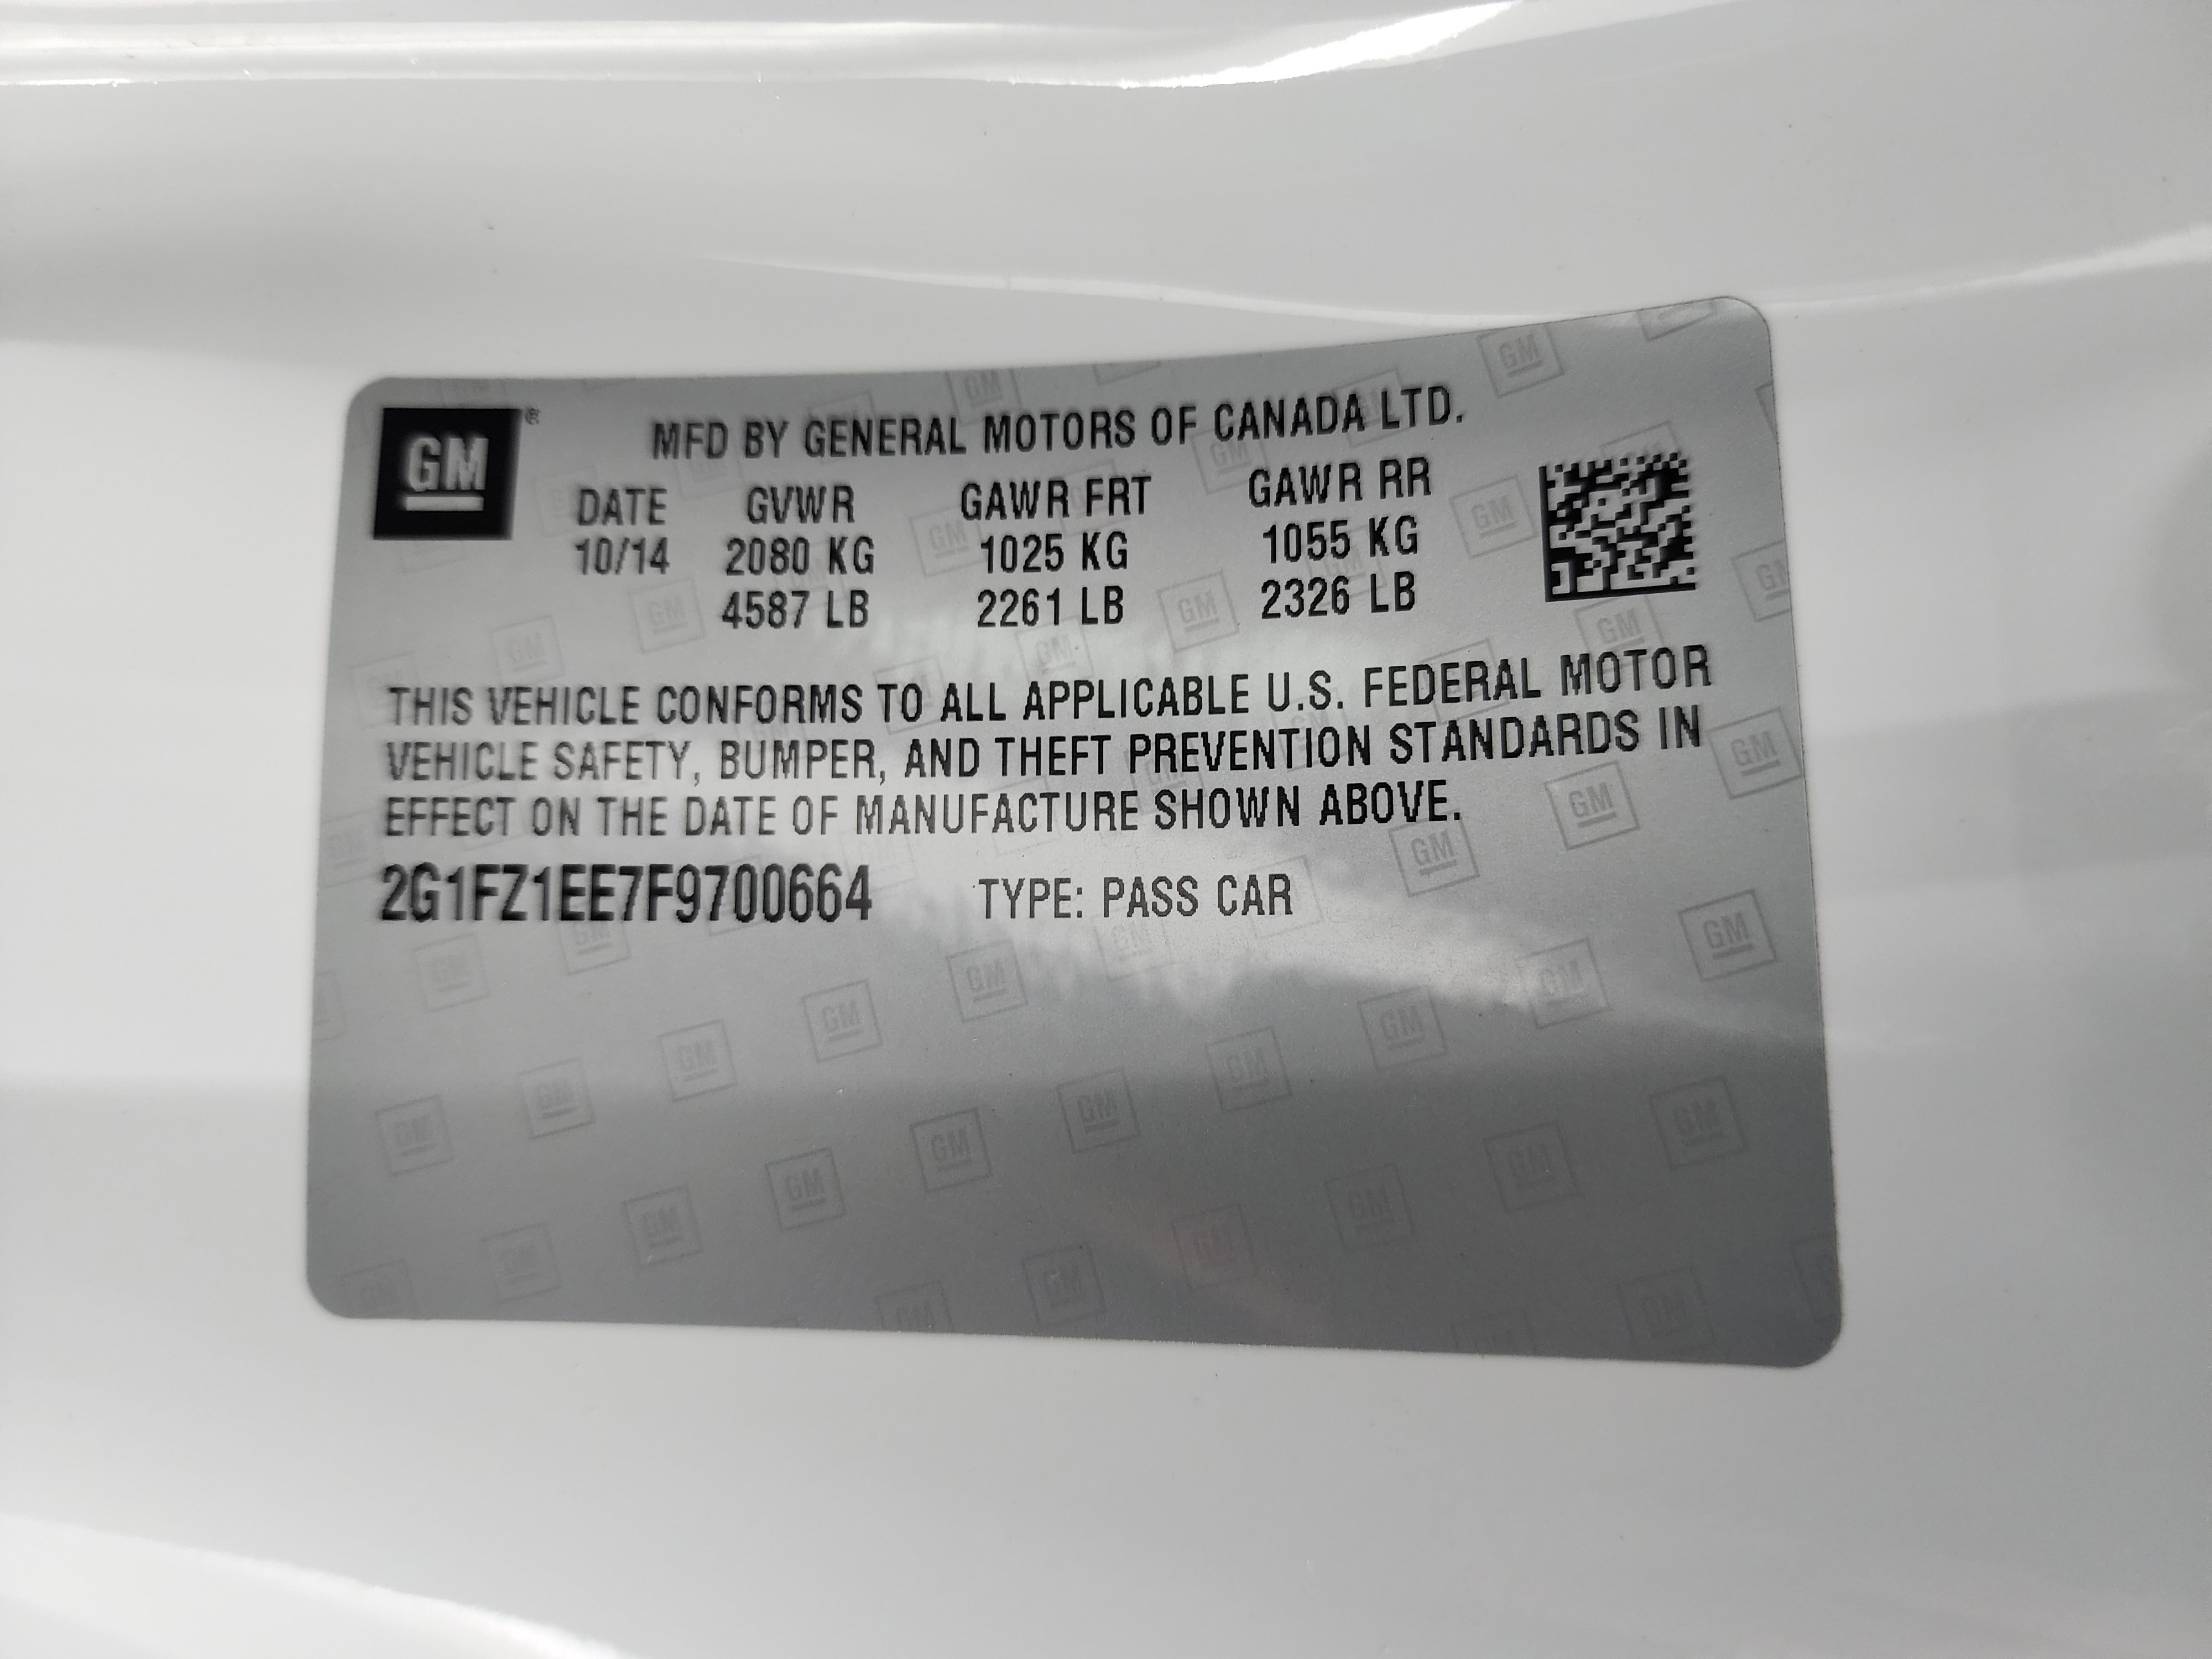 GM ®
MFD BY GENERAL MOTORS OF CANADA LTD.
DATE GVWR GAWR FRT GAWR RR
10/14 2080 KG 1025 KG 1055 KG
4587 LB 2261 LB 2326 LB
THIS VEHICLE CONFORMS TO ALL APPLICABLE U.S. FEDERAL MOTOR
VEHICLE SAFETY, BUMPER, AND THEFT PREVENTION STANDARDS IN
EFFECT ON THE DATE OF MANUFACTURE SHOWN ABOVE.
2G1FZ1EE7F9700664 TYPE: PASS CAR